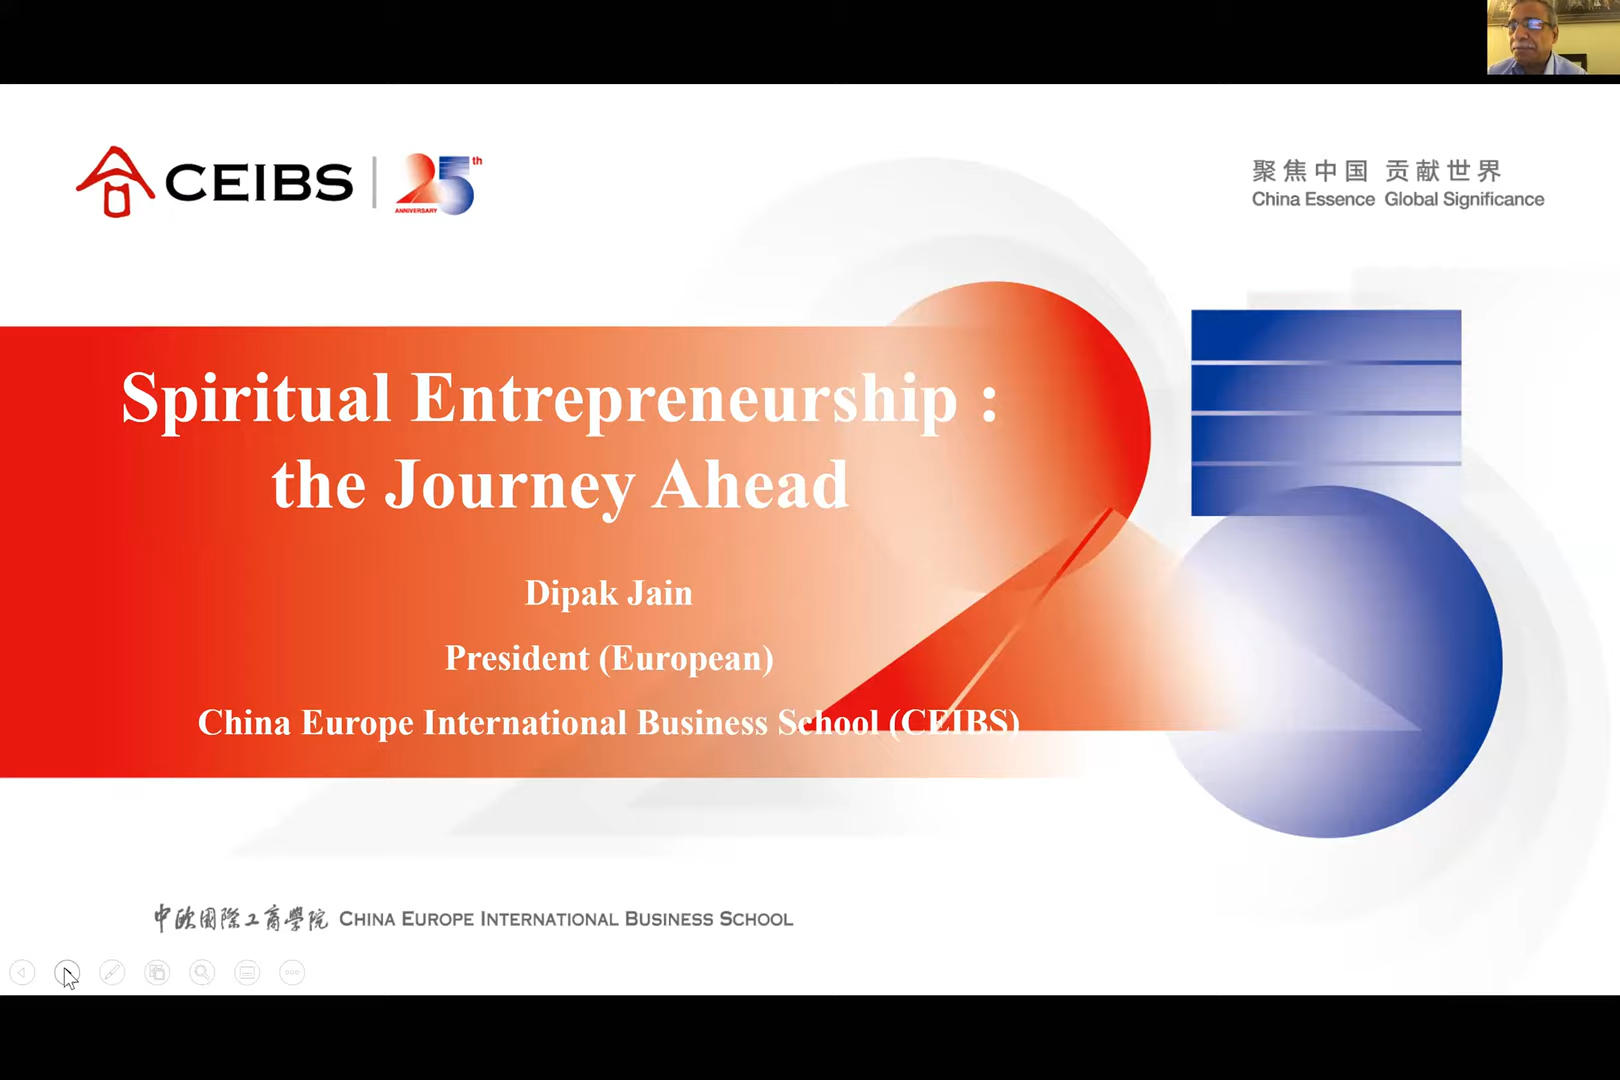 CEIBS
25th
ANNIVERSARY
聚焦中国 贡献世界
China Essence Global Significance
Spiritual Entrepreneurship :
the Journey Ahead
Dipak Jain
President (European)
China Europe International Business School (CEIBS)
25
中欧國際工商學院 CHINA EUROPE INTERNATIONAL BUSINESS SCHOOL